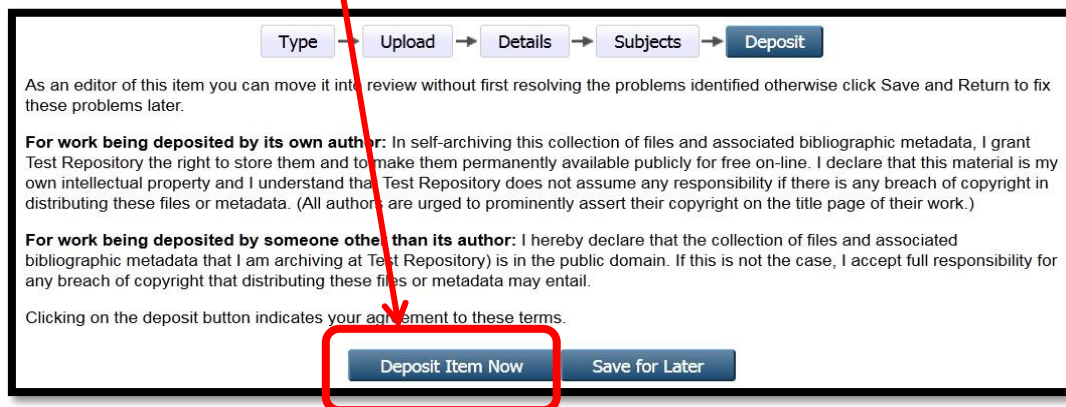 Type Upload Details Subjects Deposit
As an editor of this item you can move it into review without first resolving the problems identified otherwise click Save and Return to fix
these problems later.
For work being deposited by its own author: In self-archiving this collection of files and associated bibliographic metadata, I grant
Test Repository the right to store them and to make them permanently available publicly for free on-line. I declare that this material is my
own intellectual property and I understand that Test Repository does not assume any responsibility if there is any breach of copyright in
distributing these files or metadata. (All authors are urged to prominently assert their copyright on the title page of their work.)
For work being deposited by someone other than its author: I hereby declare that the collection of files and associated
bibliographic metadata that I am archiving at Test Repository) is in the public domain. If this is not the case, I accept full responsibility for
any breach of copyright that distributing these files or metadata may entail.
Clicking on the deposit button indicates your agreement to these terms.
Deposit Item Now Save for Later